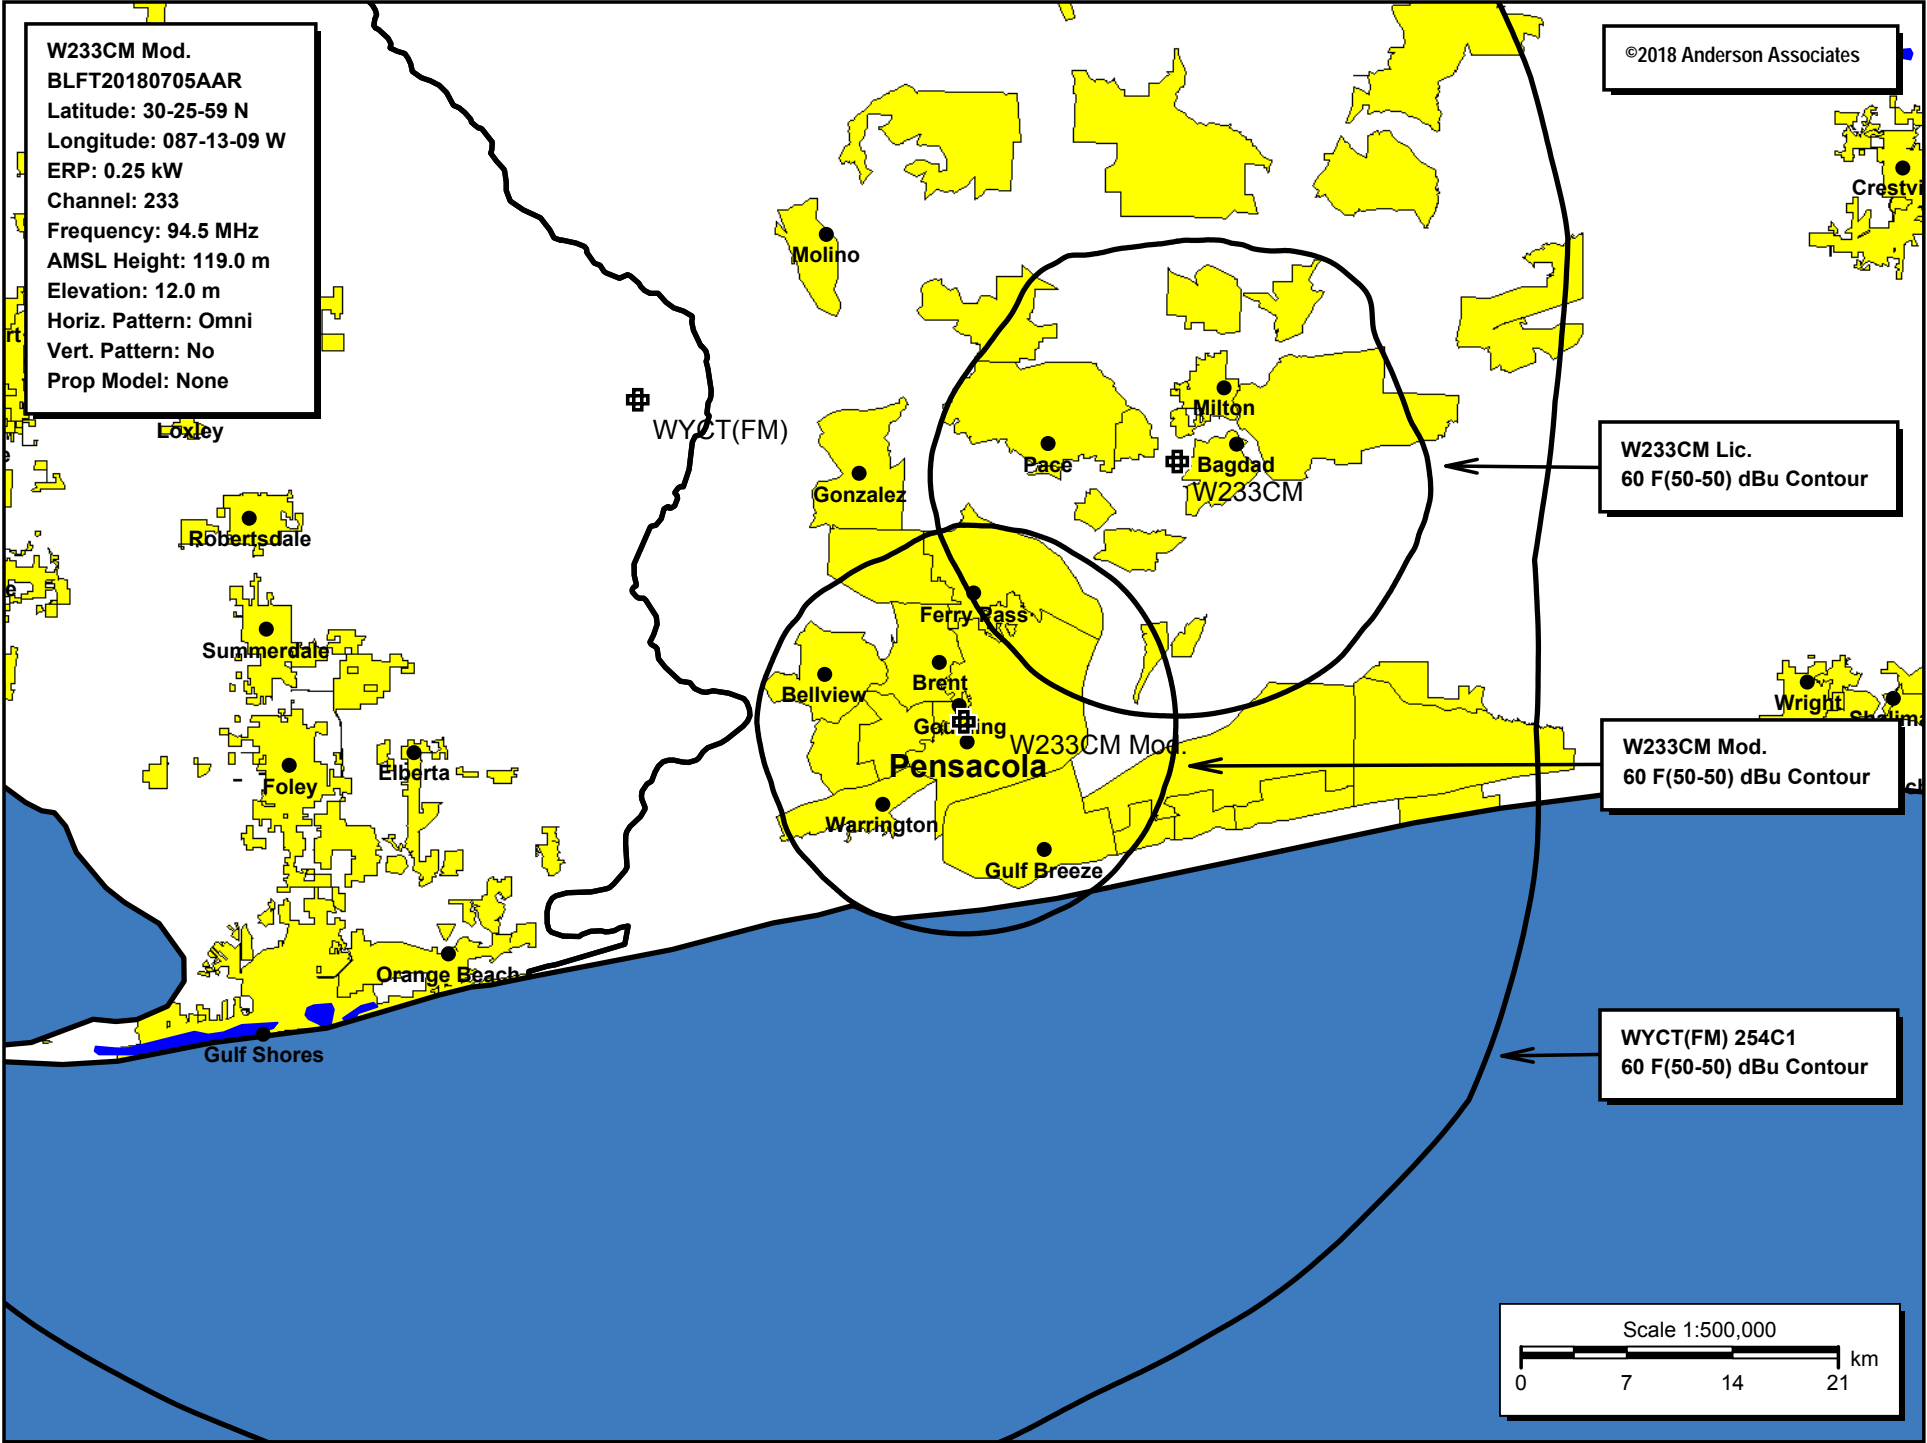 W233CM Mod.
BLFT20180705AAR
Latitude: 30-25-59 N
Longitude: 087-13-09 W
ERP: 0.25 kW
Channel: 233
Frequency: 94.5 MHz
AMSL Height: 119.0 m
Elevation: 12.0 m
Horiz. Pattern: Omni
Vert. Pattern: No
Prop Model: None
©2018 Anderson Associates
Crestvi
Molino
rt
Milton
WYCT(FM)
Loxley
Pace
Bagdad
W233CM
W233CM Lic.
60 F(50-50) dBu Contour
Gonzalez
Robertsdale
e
Ferry Pass
Summerdale
Brent
Bellview
Wright
Shalima
W233CM Mod.
Pensacola
W233CM Mod.
60 F(50-50) dBu Contour
Elberta
Foley
Warrington
Gulf Breeze
Orange Beach
Gulf Shores
WYCT(FM) 254C1
60 F(50-50) dBu Contour
Scale 1:500,000
km
0 7 14 21